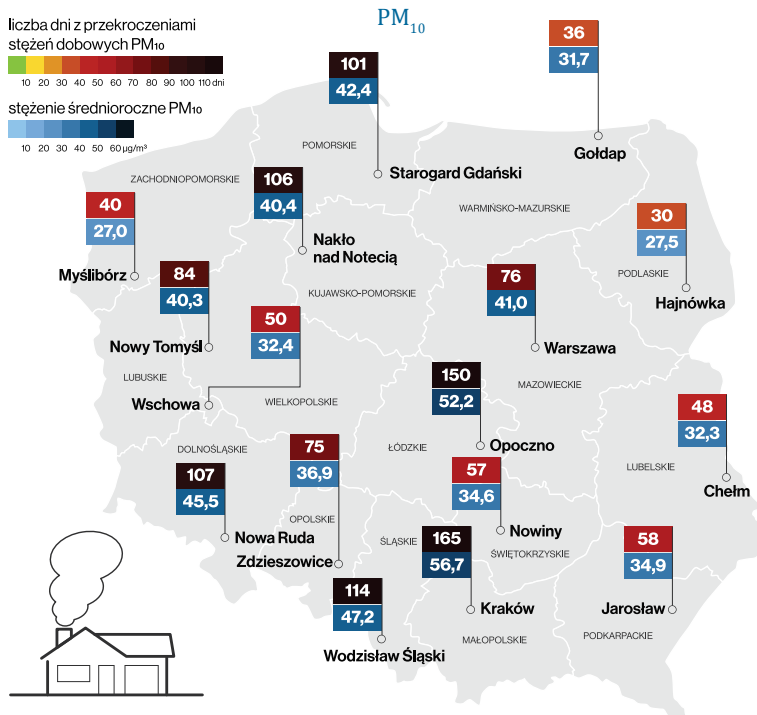 PM10
liczba dni z przekroczeniami
stężeń dobowych PM10
10 20 30 40 50 60 70 80 90 100 110 dni
stężenie średnioroczne PM10
10 20 30 40 50 60 µg/m³
36
31,7
Gołdap
101
42,4
POMORSKIE
Starogard Gdański
ZACHODNIOPOMORSKIE
106
40,4
Nakło
nad Notecią
WARMIŃSKO-MAZURSKIE
40
27,0
Myślibórz
30
27,5
PODLASKIE
Hajnówka
84
40,3
Nowy Tomyśl
KUJAWSKO-POMORSKIE
76
41,0
Warszawa
50
32,4
LUBUSKIE
Wschowa
WIELKOPOLSKIE
MAZOWIECKIE
150
52,2
Opoczno
48
32,3
Chełm
DOLNOŚLĄSKIE
75
36,9
ŁÓDZKIE
LUBELSKIE
107
45,5
Nowa Ruda
57
34,6
Nowiny
OPOLSKIE
Zdzieszowice
ŚLĄSKIE
165
56,7
Kraków
ŚWIĘTOKRZYSKIE
58
34,9
Jarosław
114
47,2
Wodzisław Śląski
MAŁOPOLSKIE
PODKARPACKIE